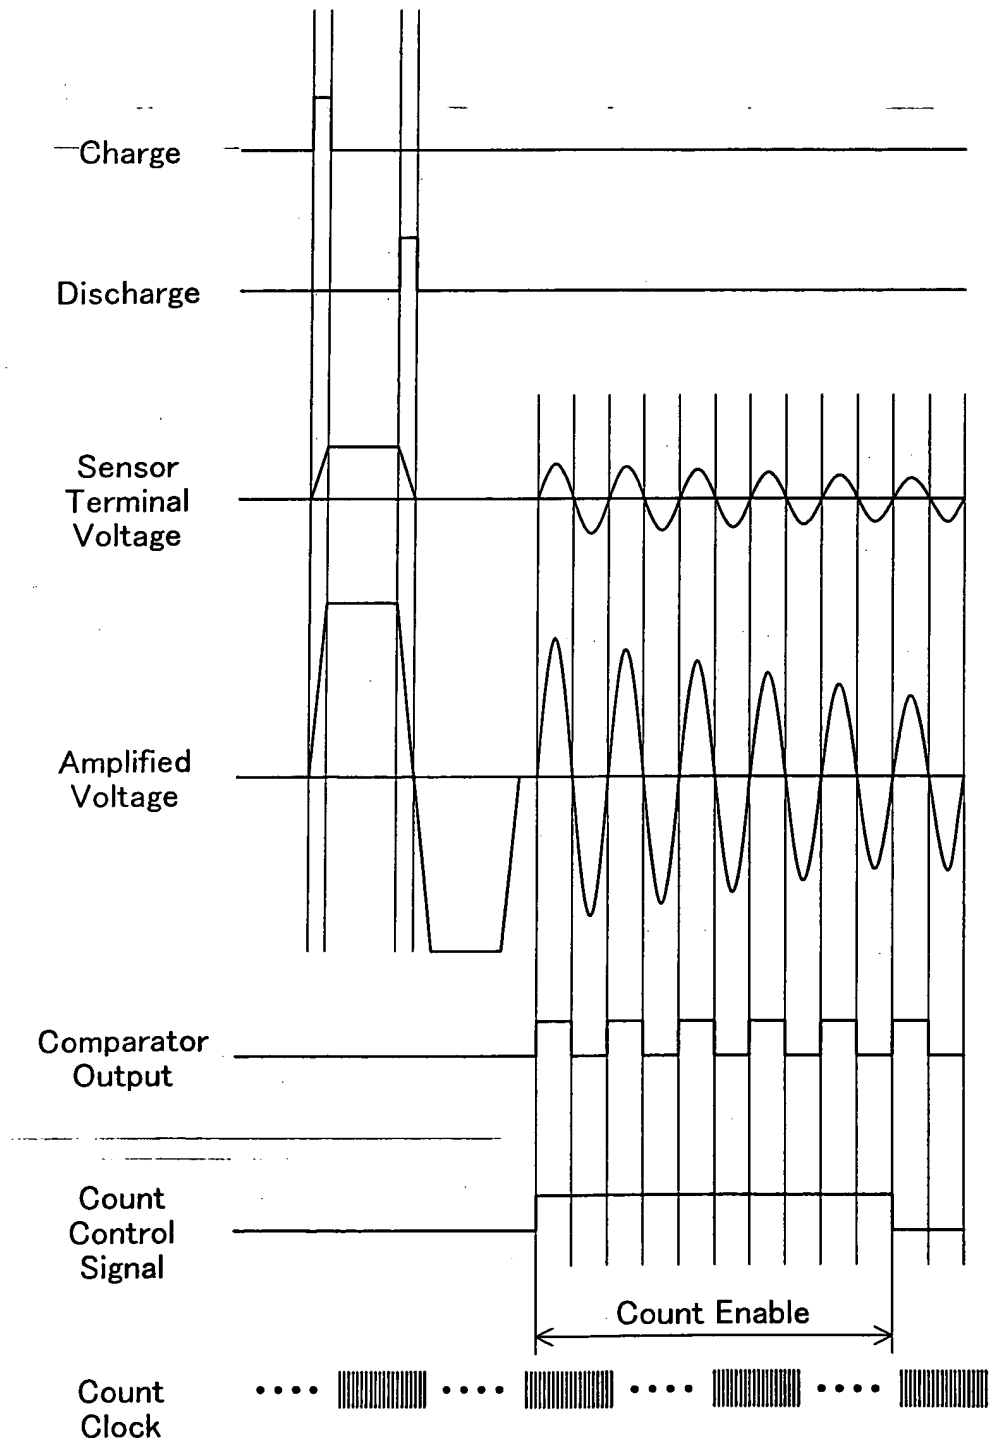 Charge
Discharge
Sensor
Terminal
Voltage
Amplified
Voltage
Comparator
Output
Count
Control
Signal
Count Enable
Count
Clock